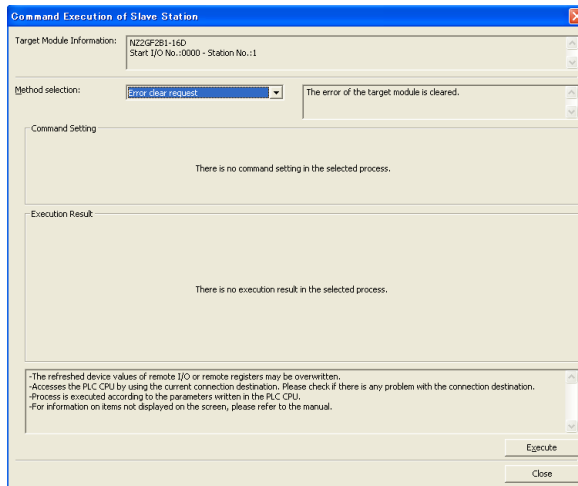 Command Execution of Slave Station
Target Module Information:
NZ2GF2B1-16D
Start I/O No.:0000 - Station No.:1
Method selection:
Error clear request
The error of the target module is cleared.
Command Setting
There is no command setting in the selected process.
Execution Result
There is no execution result in the selected process.
-The refreshed device values of remote I/O or remote registers may be overwritten.
-Accesses the PLC CPU by using the current connection destination. Please check if there is any problem with the connection destination.
-Process is executed according to the parameters written in the PLC CPU.
-For information on items not displayed on the screen, please refer to the manual.
Execute
Close